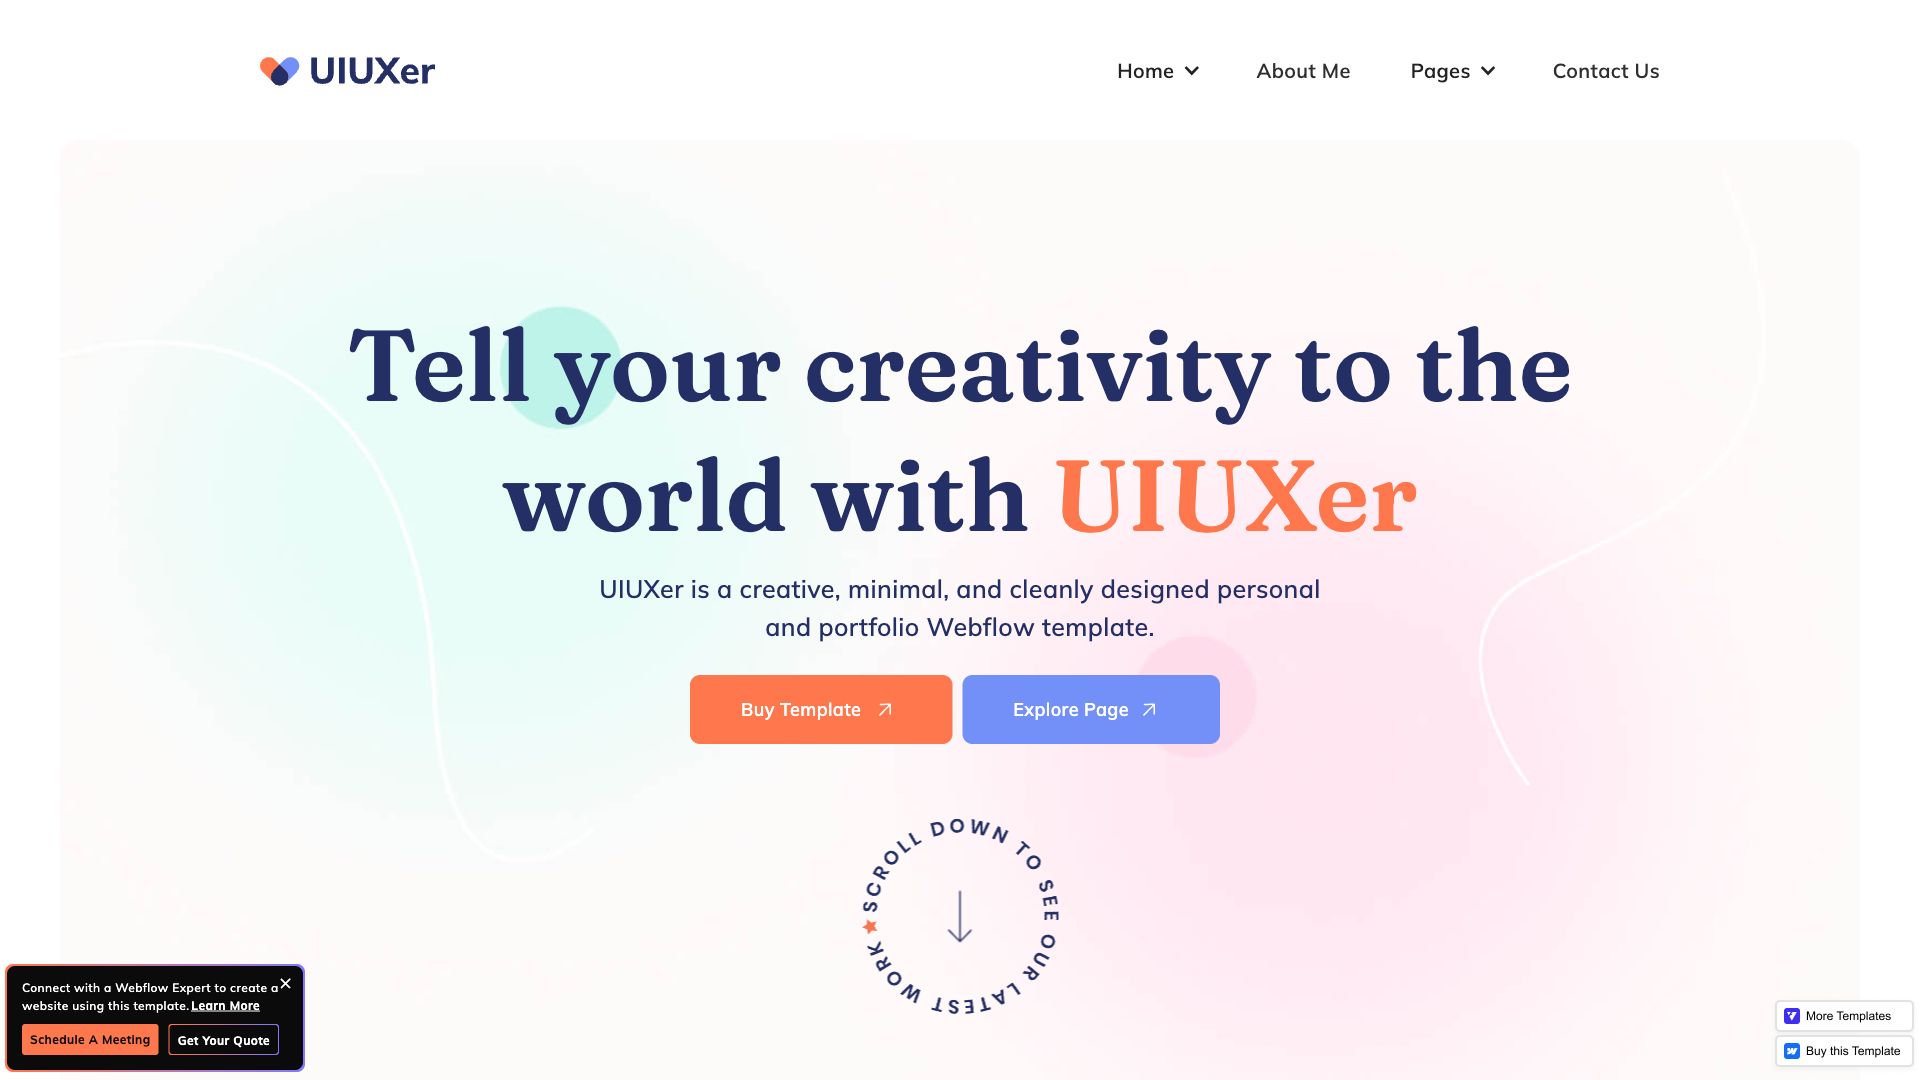 UIUXer
Home
About Me
Pages
Contact Us
Tell your creativity to the
world with UIUXer
UIUXer is a creative, minimal, and cleanly designed personal
and portfolio Webflow template.
Buy Template
Explore Page
SCROLL DOWN TO SEE OUR LATEST WORK
Connect with a Webflow Expert to create a
website using this template. Learn More
Schedule A Meeting
Get Your Quote
More Templates
Buy this Template